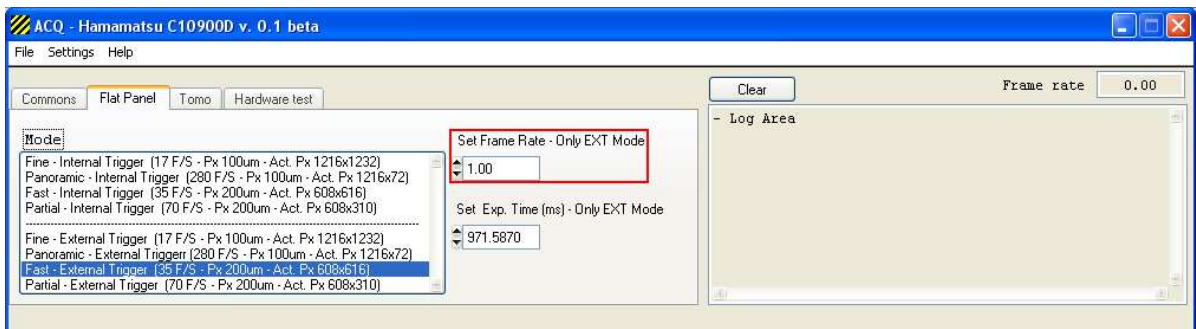 ACQ - Hamamatsu C10900D v. 0.1 beta
File Settings Help
Commons Flat Panel Tomo Hardware test
Clear
Frame rate 0.00
Mode
Fine - Internal Trigger (17 F/S - Px 100um - Act. Px 1216x1232)
Panoramic - Internal Trigger (280 F/S - Px 100um - Act. Px 1216x72)
Fast - Internal Trigger (35 F/S - Px 200um - Act. Px 608x616)
Partial - Internal Trigger (70 F/S - Px 200um - Act. Px 608x310)
Fine - External Trigger (17 F/S - Px 100um - Act. Px 1216x1232)
Panoramic - External Triggerr (280 F/S - Px 100um - Act. Px 1216x72)
Fast - External Trigger (35 F/S - Px 200um - Act. Px 608x616)
Partial - External Trigger (70 F/S - Px 200um - Act. Px 608x310)
Set Frame Rate - Only EXT Mode
1.00
Set Exp. Time (ms) - Only EXT Mode
971.5870
- Log Area